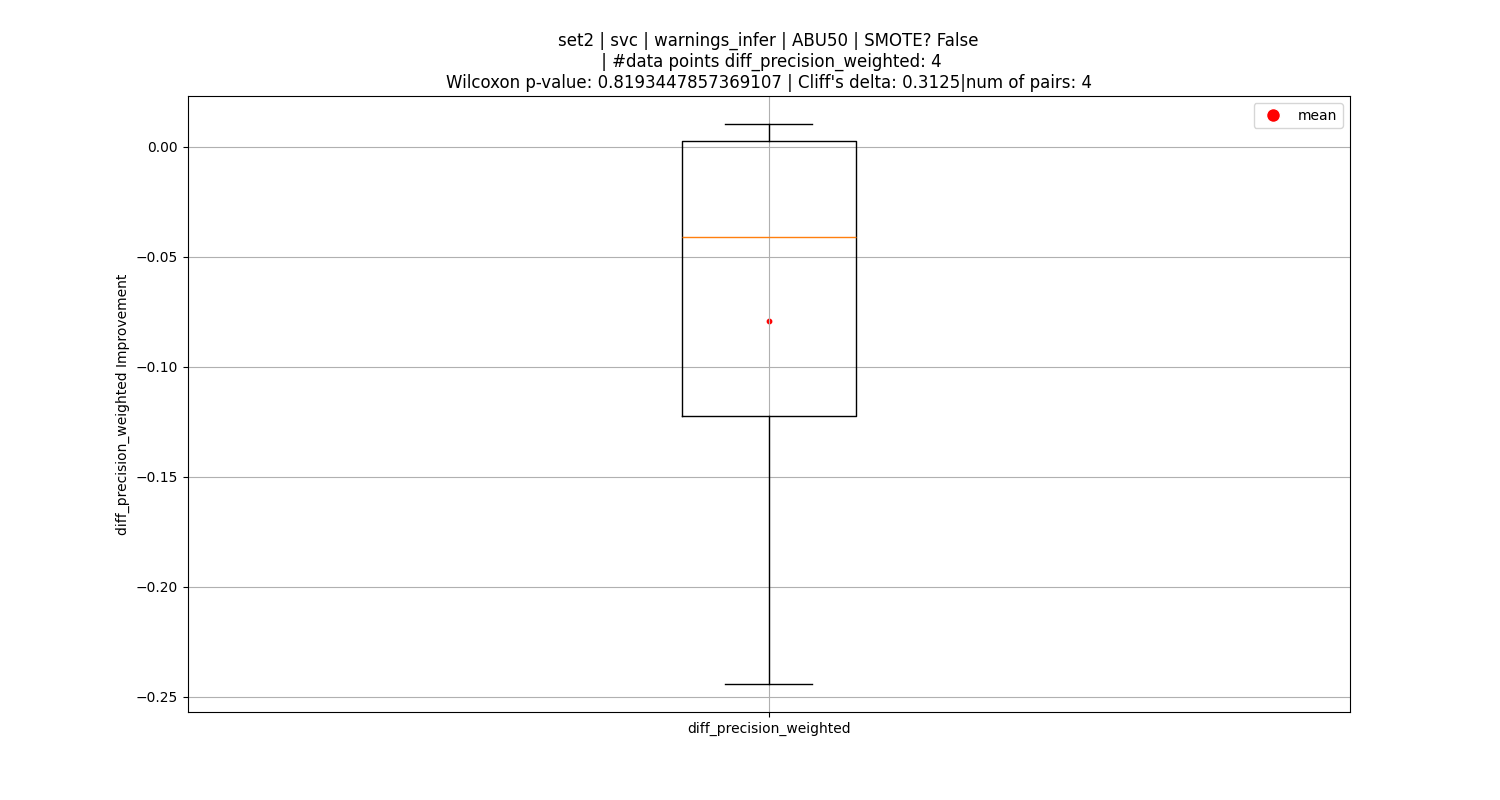 set2 | svc | warnings_infer | ABU50 | SMOTE? False
| #data points diff_precision_weighted: 4
Wilcoxon p-value: 0.8193447857369107 | Cliff's delta: 0.3125|num of pairs: 4
mean
0.00
−0.05
−0.10
−0.15
−0.20
−0.25
diff_precision_weighted Improvement
diff_precision_weighted